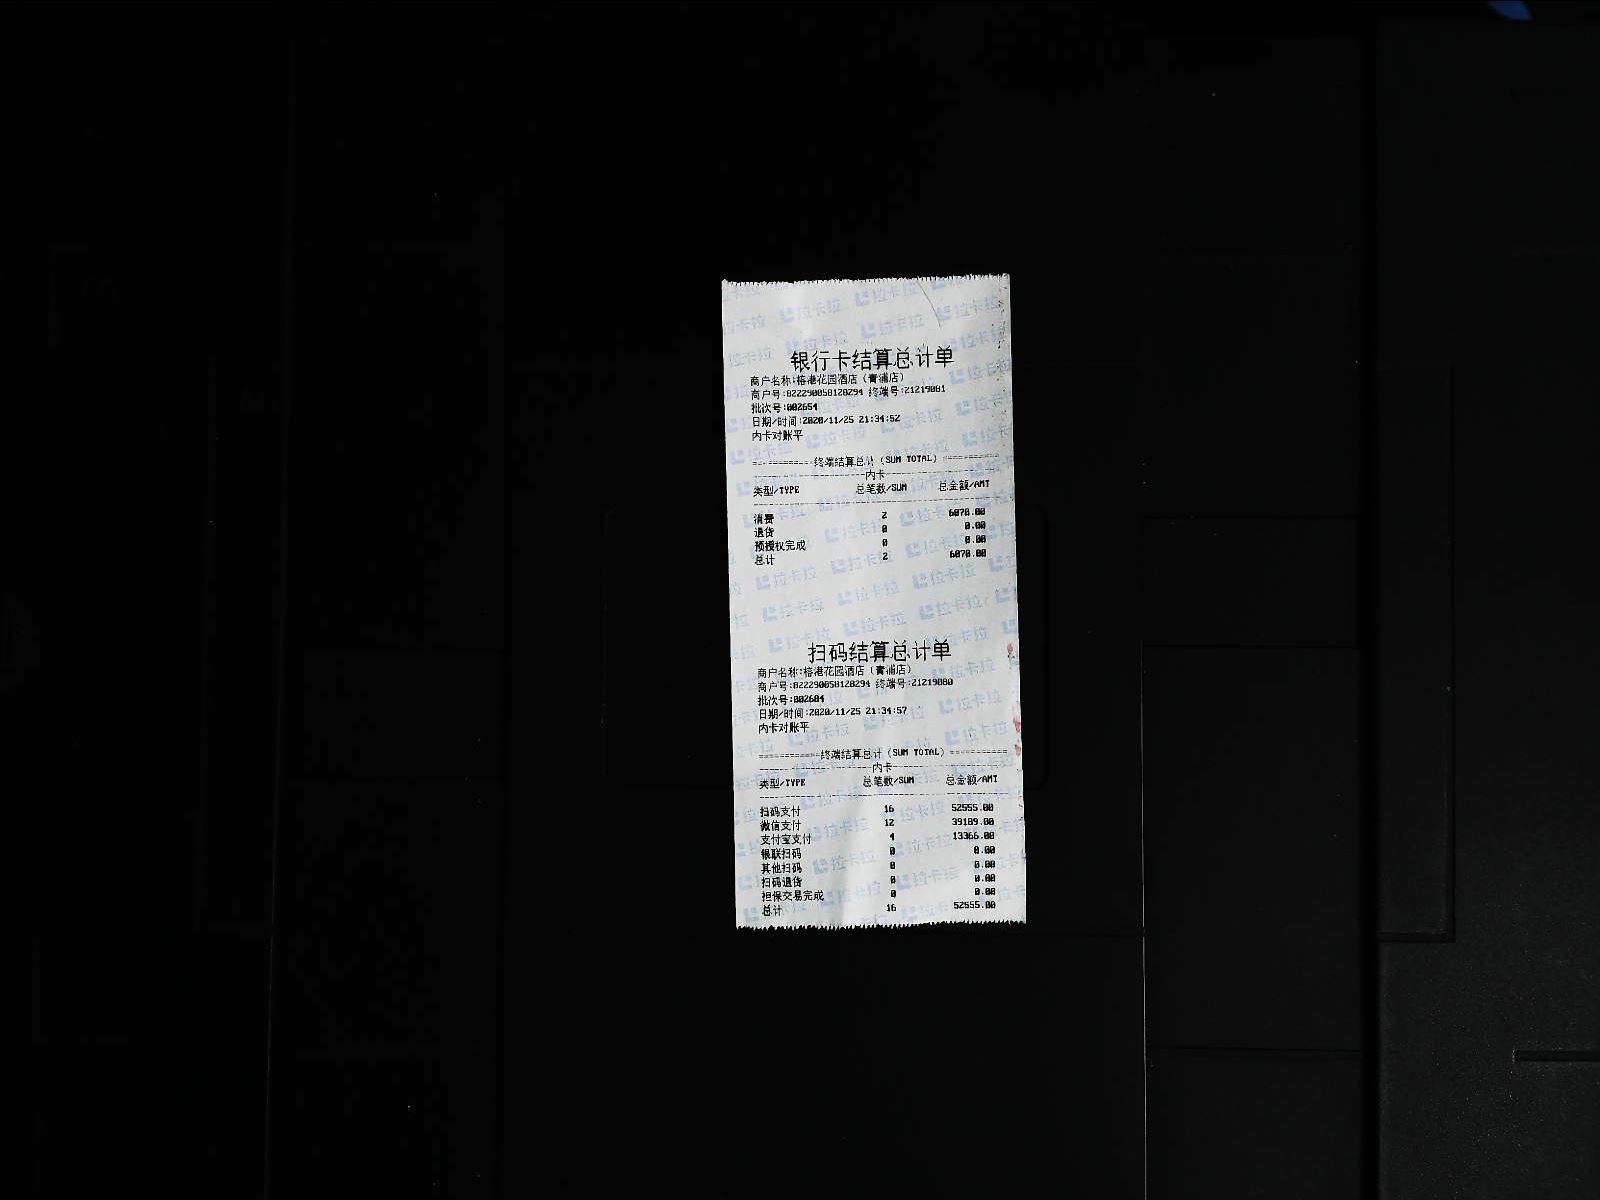 银行卡结算总计单
商户名称:榕港花园酒店(青浦店)
商户号:822290058120294 终端号:21219081
批次号:002654
日期/时间:2020/11/25 21:34:52
内卡对账平
============终端结算总计(SUM TOTAL)===========
内卡
类型/TYPE 总笔数/SUM 总金额/AMT
消费 2 6070.00
退货 0 0.00
预授权完成 0 0.00
总计 2 6070.00
扫码结算总计单
商户名称:榕港花园酒店(青浦店)
商户号:822290058120294 终端号:21219080
批次号:002604
日期/时间:2020/11/25 21:34:57
内卡对账平
============终端结算总计(SUM TOTAL)===========
内卡
类型/TYPE 总笔数/SUM 总金额/AMT
扫码支付 16 52555.00
微信支付 12 39189.00
支付宝支付 4 13366.00
银联扫码 0 0.00
其他扫码 0 0.00
扫码退货 0 0.00
担保交易完成 0 0.00
总计 16 52555.00
拉卡拉